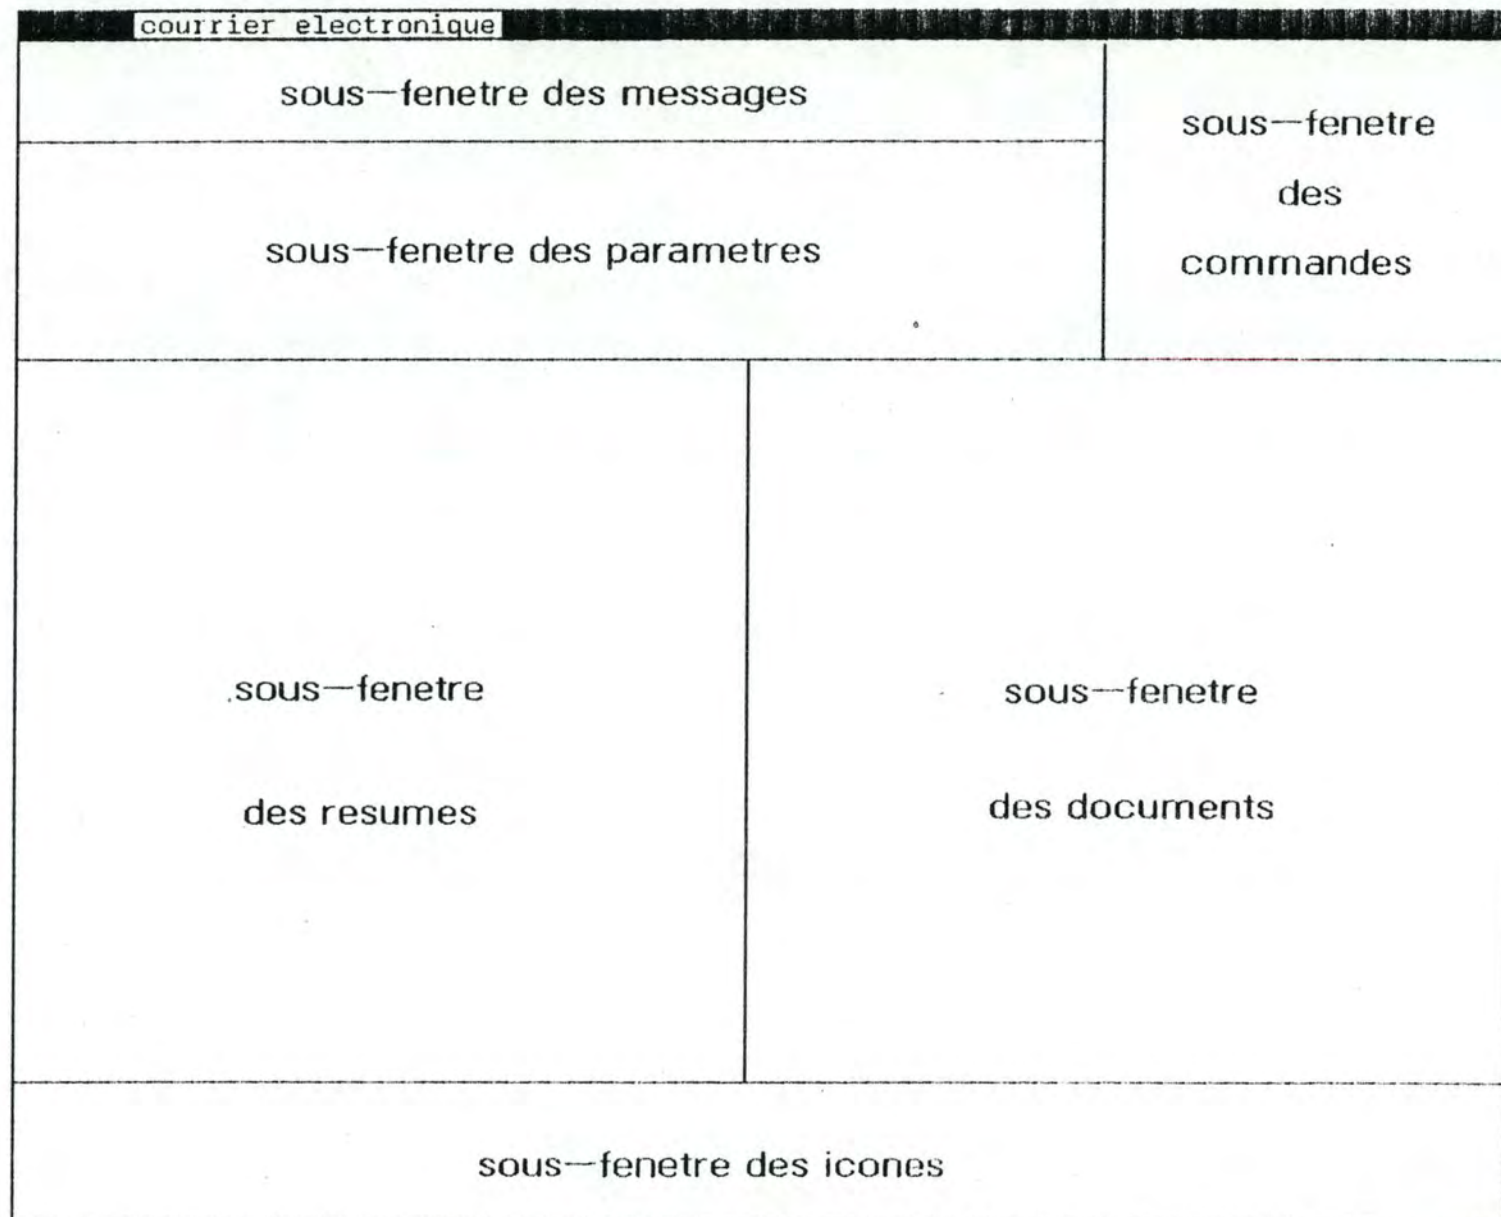 courrier electronique
sous-fenetre des messages
sous-fenetre des parametres
sous-fenetre
des
commandes
sous-fenetre
des resumes
sous-fenetre
des documents
sous-fenetre des icones